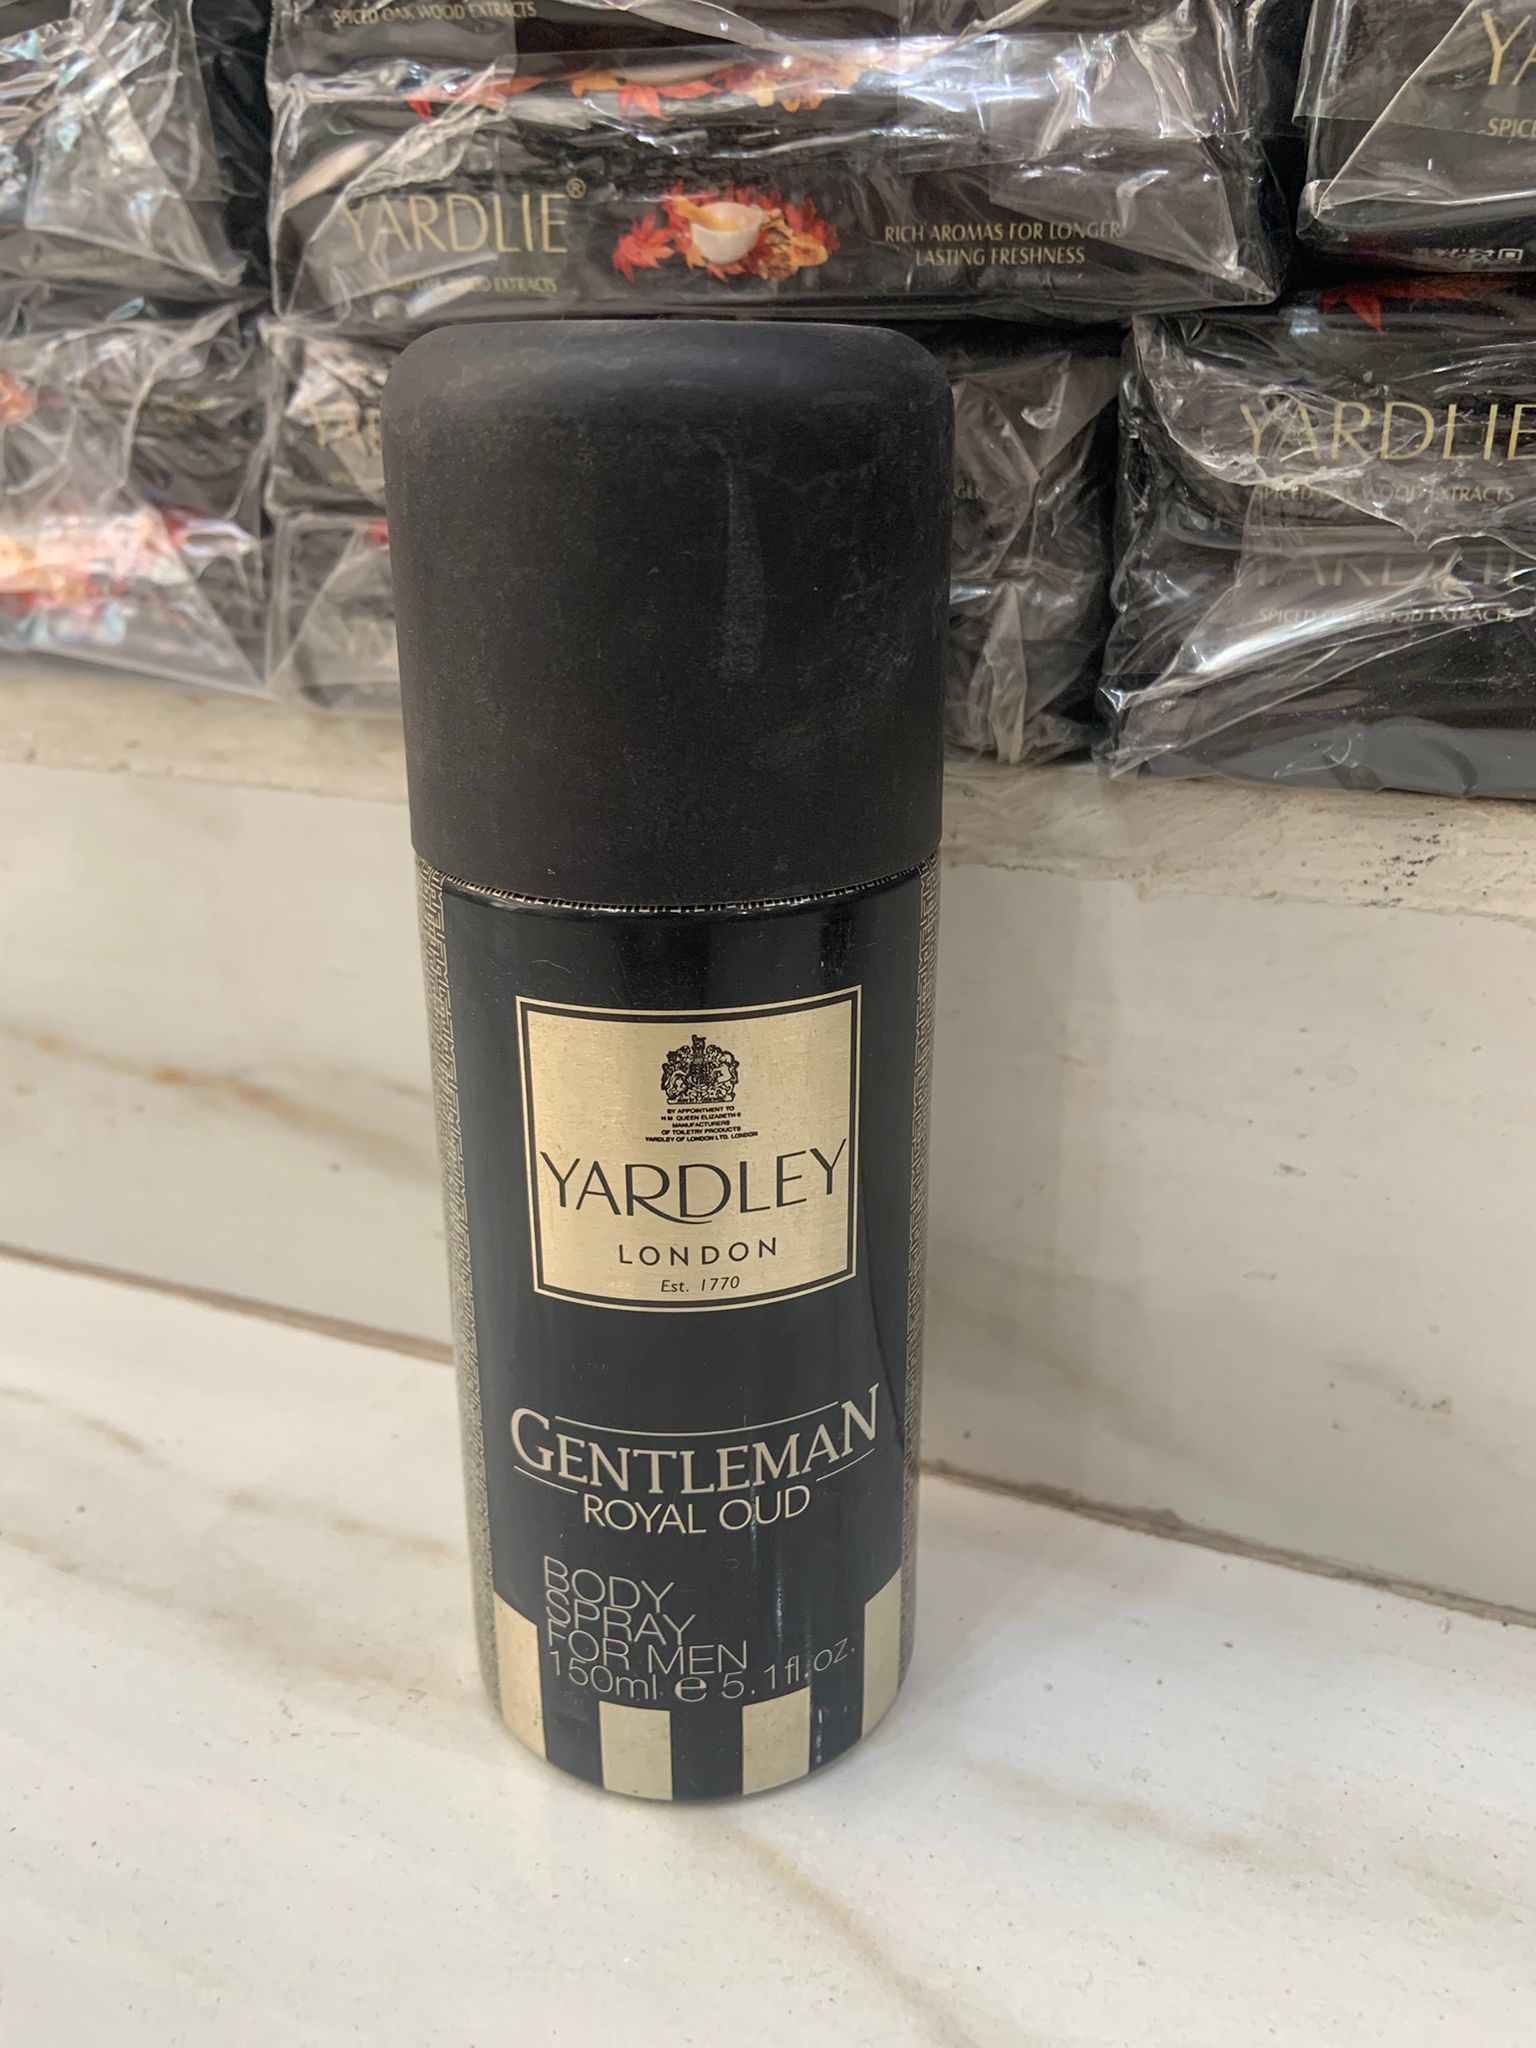 SPICED OAK WOOD EXTRACTS
YARDLIE®
RICH AROMAS FOR LONGER
LASTING FRESHNESS
WOOD EXTRACTS
YARDLIE
SPICED OAK WOOD EXTRACTS
SPICED OAK WOOD EXTRACTS
BY APPOINTMENT TO
H M QUEEN ELIZABETH II
MANUFACTURERS
OF TOILETRY PRODUCTS
YARDLEY OF LONDON LTD. LONDON
YARDLEY
LONDON
Est. 1770
GENTLEMAN
ROYAL OUD
BODY
SPRAY
FOR MEN
150ml e 5.1fl.oz.